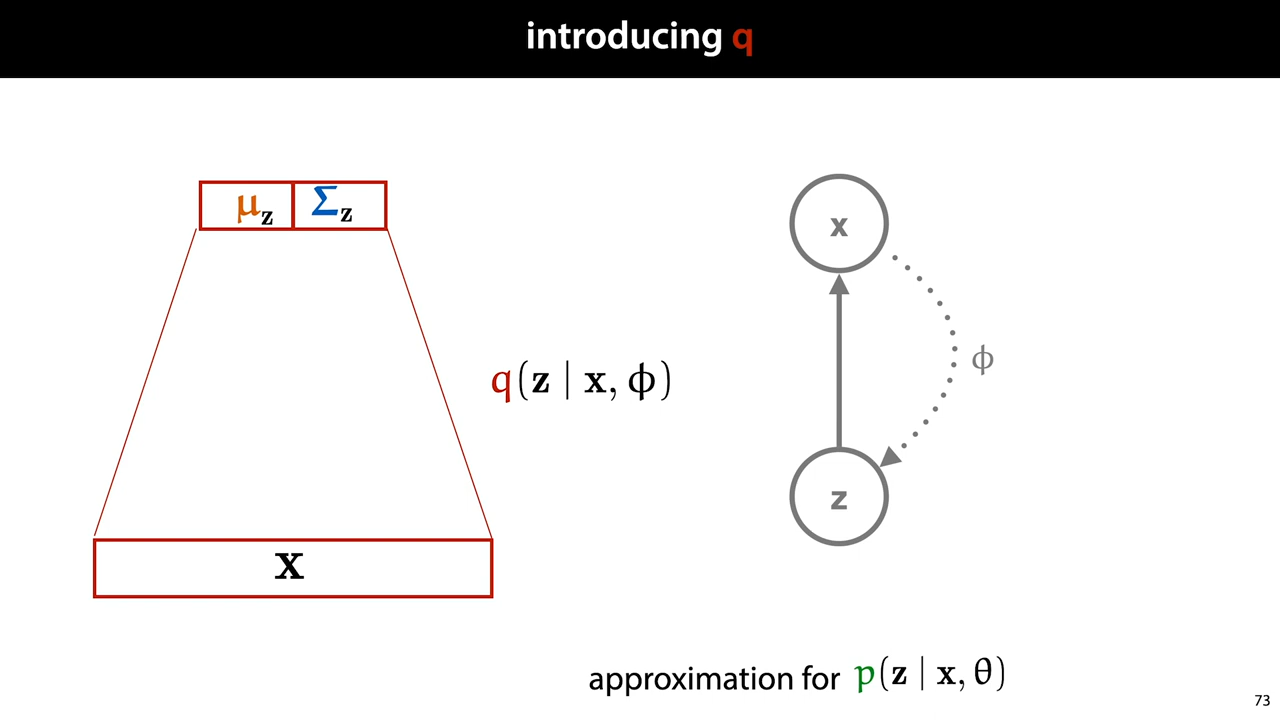 introducing q
μz Σz
x
q(z | x, ϕ)
x
ϕ
z
approximation for p(z | x, θ)
73